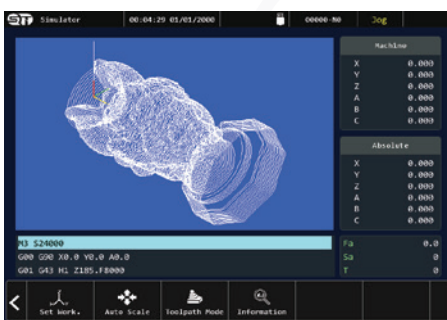 Simulator 00:04:29 01/01/2000 00000-N0 Jog
Machine
X 0.000
Y 0.000
Z 0.000
A 0.000
B 0.000
C 0.000
Absolute
X 0.000
Y 0.000
Z 0.000
A 0.000
B 0.000
C 0.000
M3 S24000
G00 G90 X0.0 Y0.0 A0.0
G01 G43 H1 Z185.F8000
Fa 0.0
Sa 0
T 0
Set Work. Auto Scale Toolpath Mode Information